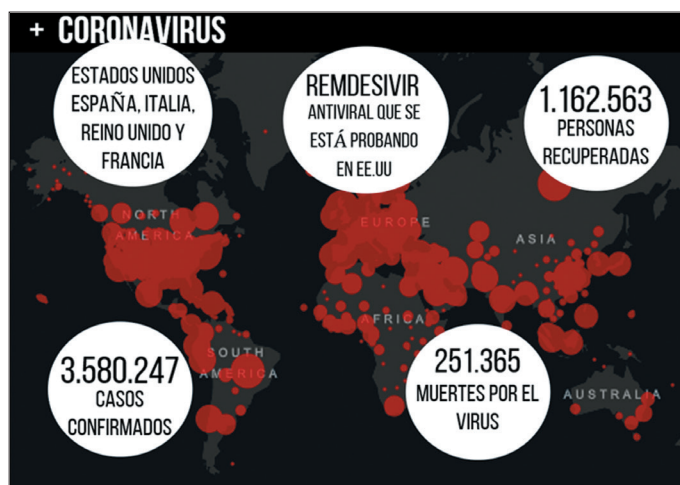 + CORONAVIRUS
ESTADOS UNIDOS
ESPAÑA, ITALIA,
REINO UNIDO Y
FRANCIA
REMDESIVIR
ANTIVIRAL QUE SE
ESTÁ PROBANDO
EN EE.UU
1.162.563
PERSONAS
RECUPERADAS
NORTH
AMERICA
EUROPE
ASIA
AFRICA
SOUTH
AMERICA
AUSTRALIA
3.580.247
CASOS
CONFIRMADOS
251.365
MUERTES POR EL
VIRUS